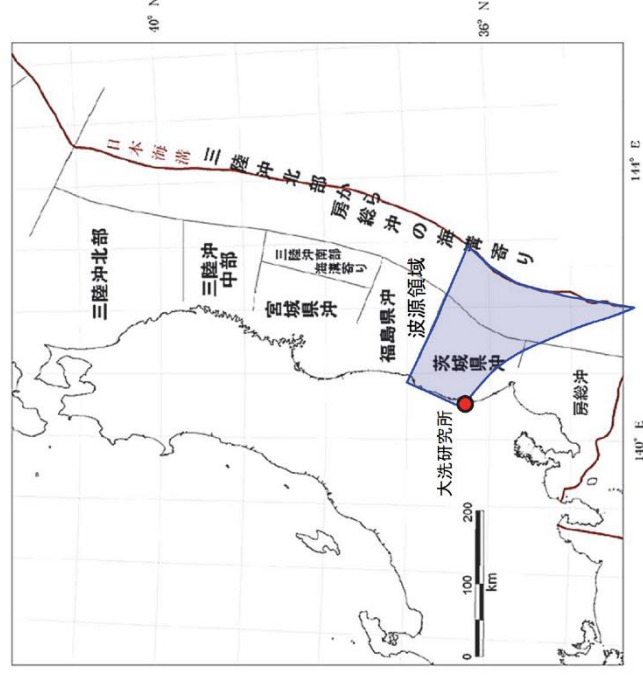 40° N
36° N
144° E
140° E
日本海溝
三陸沖北部から
房総沖の海溝寄り
三陸沖北部
三陸沖
中部
三陸沖南部
海溝寄り
宮城県沖
福島県沖
波源領域
茨城県沖
大洗研究所
房総沖
0 100 200
km